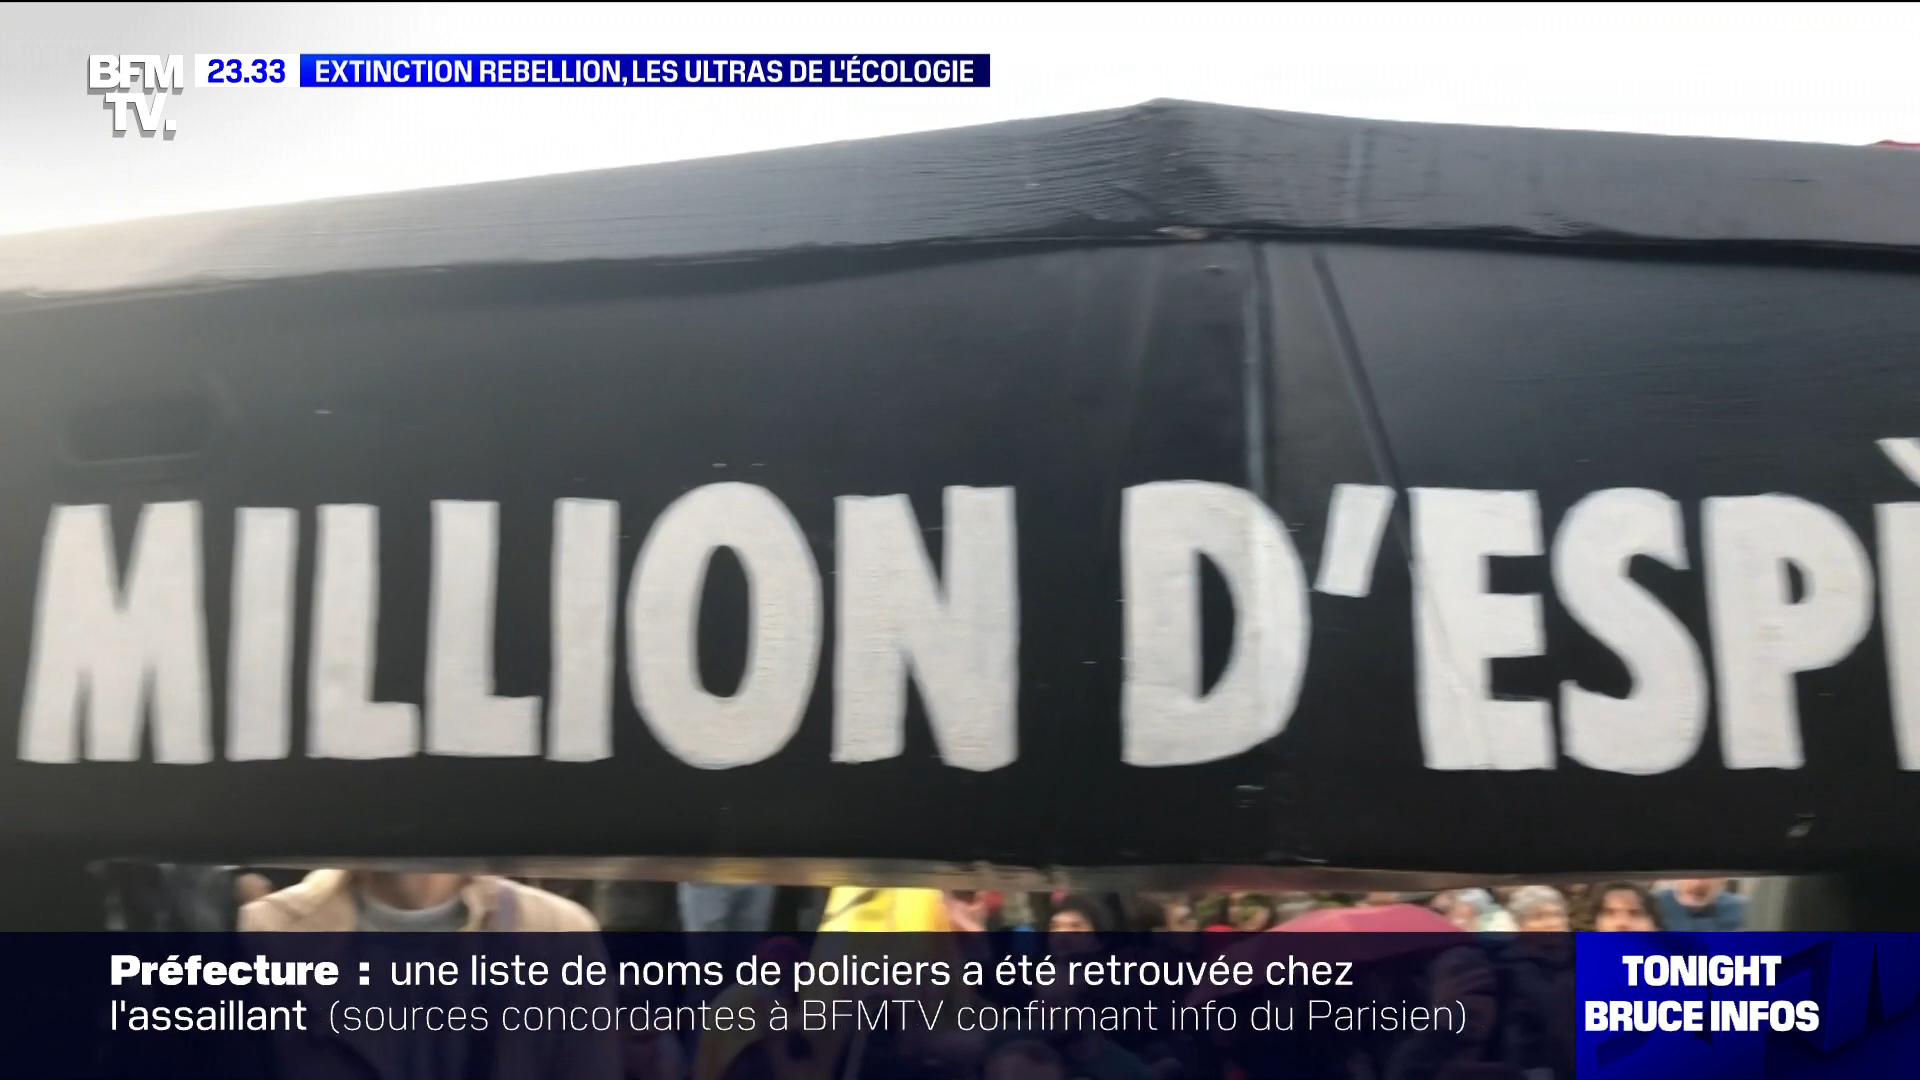 BFM
TV.
23.33
EXTINCTION REBELLION, LES ULTRAS DE L'ÉCOLOGIE
MILLION D'ESPÈ
Préfecture : une liste de noms de policiers a été retrouvée chez
l'assaillant (sources concordantes à BFMTV confirmant info du Parisien)
TONIGHT
BRUCE INFOS